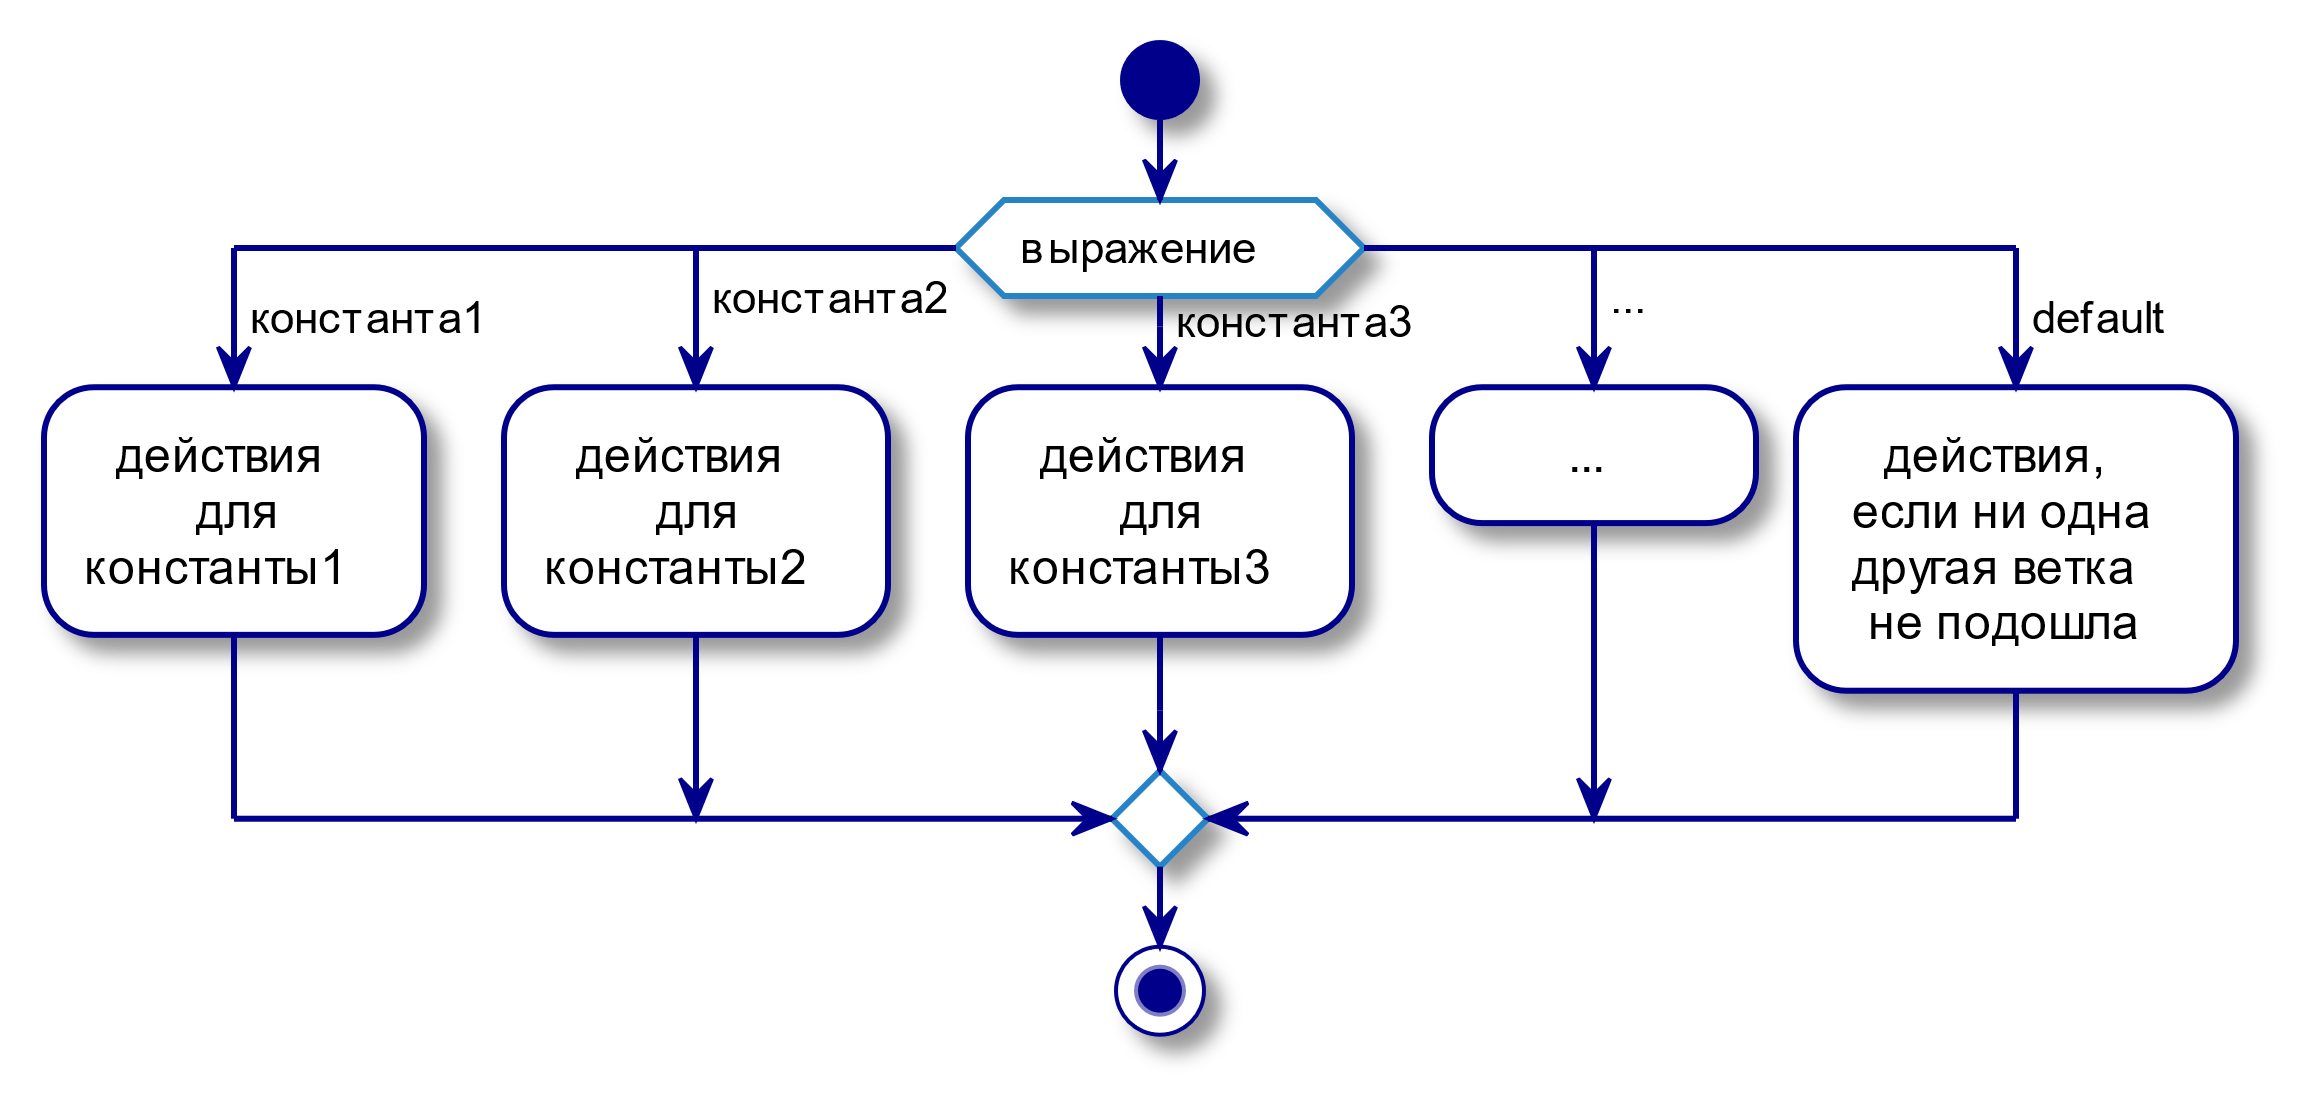 выражение
константа1
константа2
константа3
...
default
действия
для
константы1
действия
для
константы2
действия
для
константы3
...
действия,
если ни одна
другая ветка
не подошла